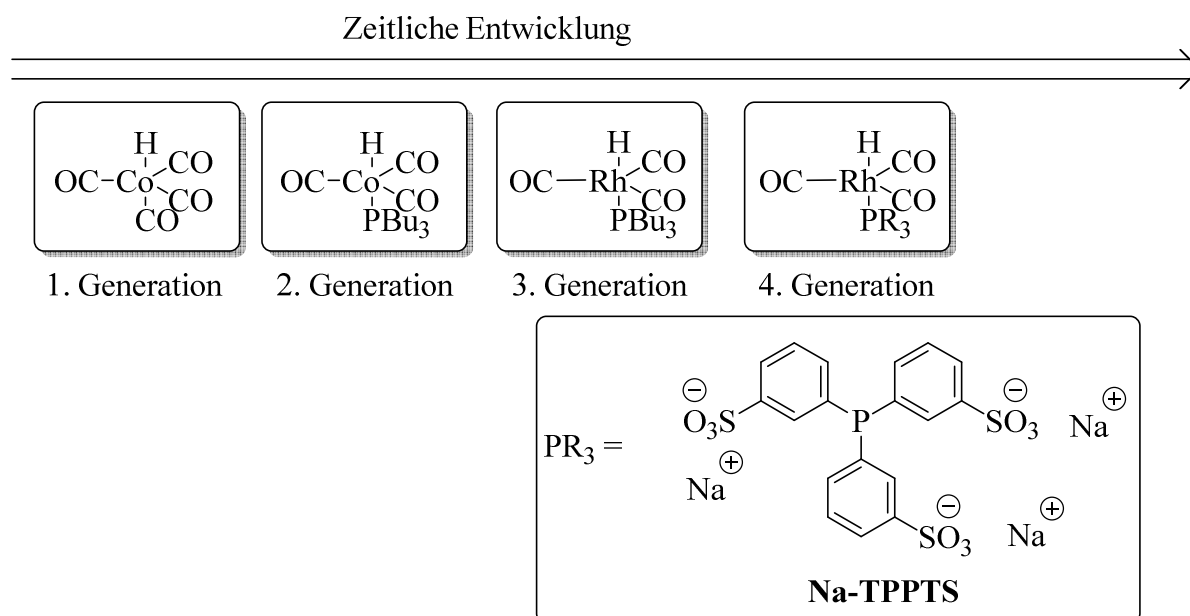 Zeitliche Entwicklung
H
OC
Co
CO
CO
CO
H
OC
Co
CO
CO
PBu3
H
OC
Rh
CO
CO
PBu3
H
OC
Rh
CO
CO
PR3
1. Generation
2. Generation
3. Generation
4. Generation
PR3 =
O3S
−
Na
+
P
SO3
−
Na
+
SO3
−
Na
+
Na-TPPTS